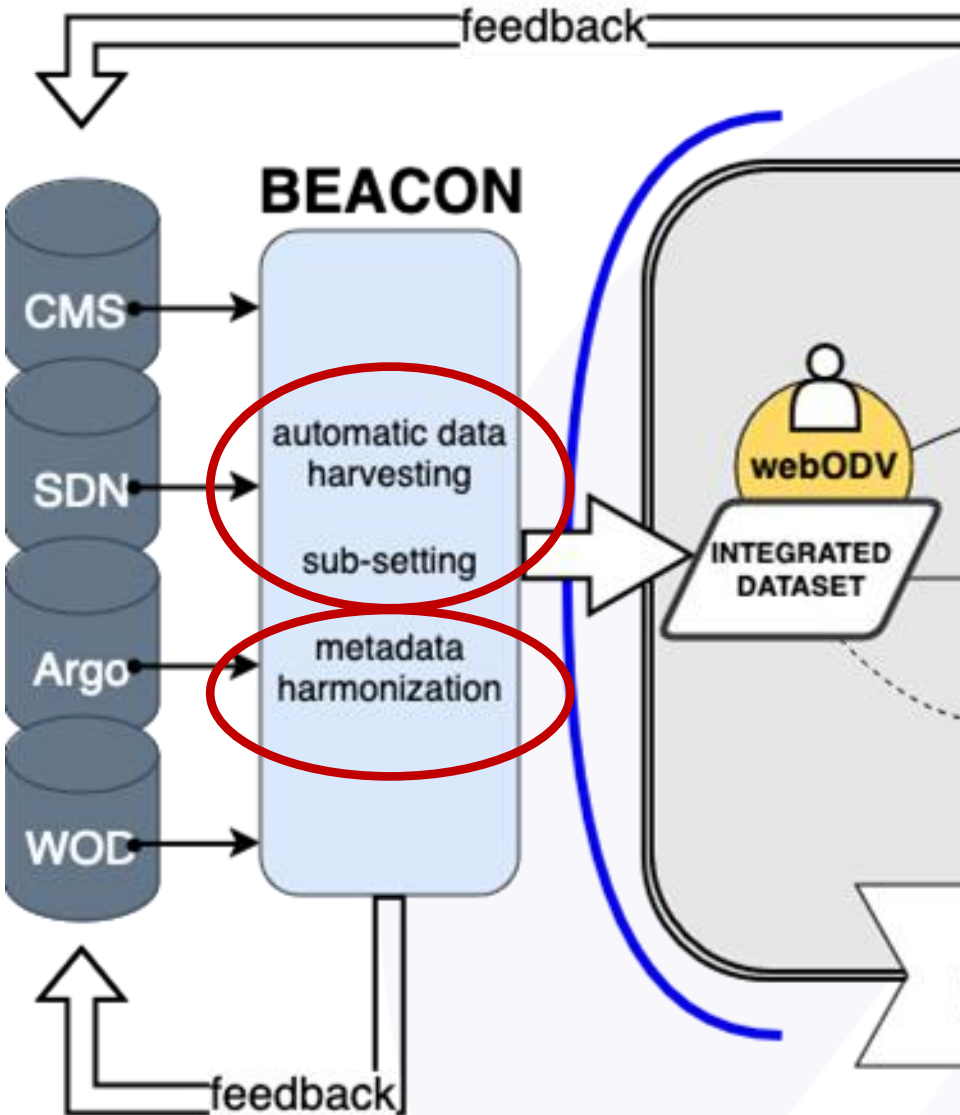 feedback
BEACON
CMS
SDN
Argo
WOD
automatic data
harvesting
sub-setting
metadata
harmonization
webODV
INTEGRATED
DATASET
feedback